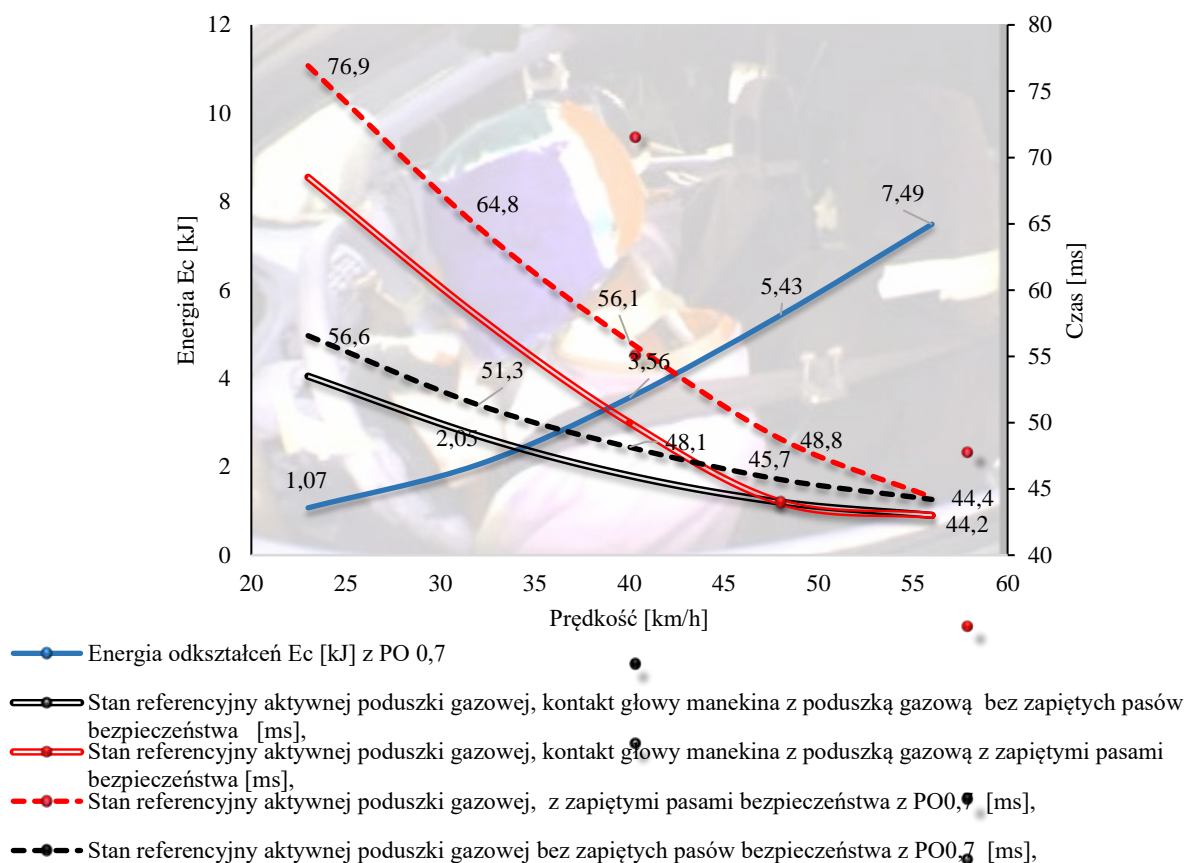 12
80
76,9
75
10
70
8
7,49
65
64,8
Energia Ec [kJ]
6
60
Czas [ms]
5,43
56,1
56,6
3,56
55
4
51,3
50
2,05
48,1
48,8
2
45,7
45
1,07
44,4
44,2
0
40
20 25 30 35 40 45 50 55 60
Prędkość [km/h]
Energia odkształceń Ec [kJ] z PO 0,7
Stan referencyjny aktywnej poduszki gazowej, kontakt głowy manekina z poduszką gazową bez zapiętych pasów
bezpieczeństwa [ms],
Stan referencyjny aktywnej poduszki gazowej, kontakt głowy manekina z poduszką gazową z zapiętymi pasami
bezpieczeństwa [ms],
Stan referencyjny aktywnej poduszki gazowej, z zapiętymi pasami bezpieczeństwa z PO0,7 [ms],
Stan referencyjny aktywnej poduszki gazowej bez zapiętych pasów bezpieczeństwa z PO0,7 [ms],